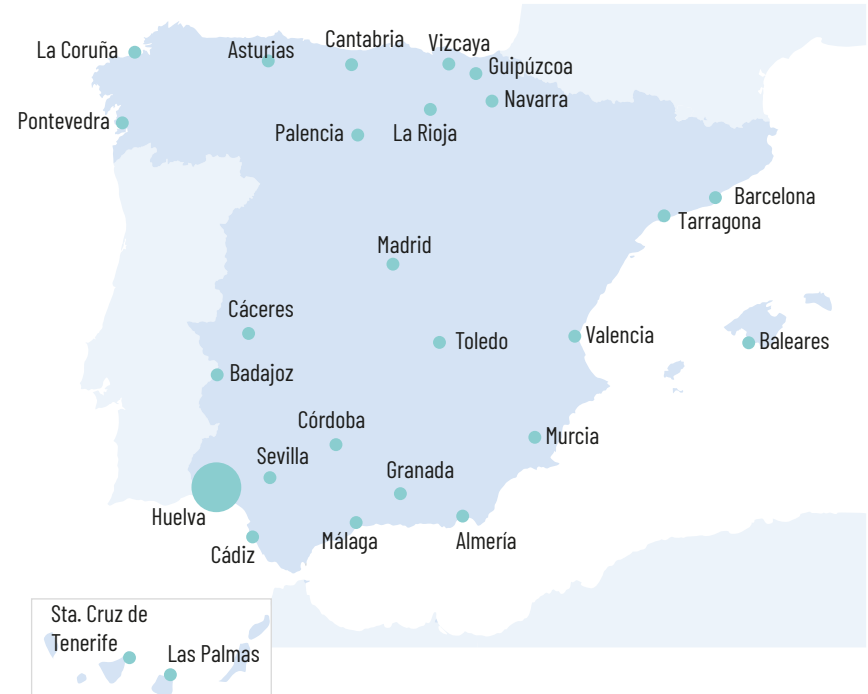 La Coruña
Asturias
Cantabria
Vizcaya
Guipúzcoa
Navarra
Pontevedra
Palencia
La Rioja
Barcelona
Tarragona
Madrid
Cáceres
Toledo
Valencia
Baleares
Badajoz
Córdoba
Murcia
Sevilla
Granada
Huelva
Cádiz
Málaga
Almería
Sta. Cruz de
Tenerife
Las Palmas